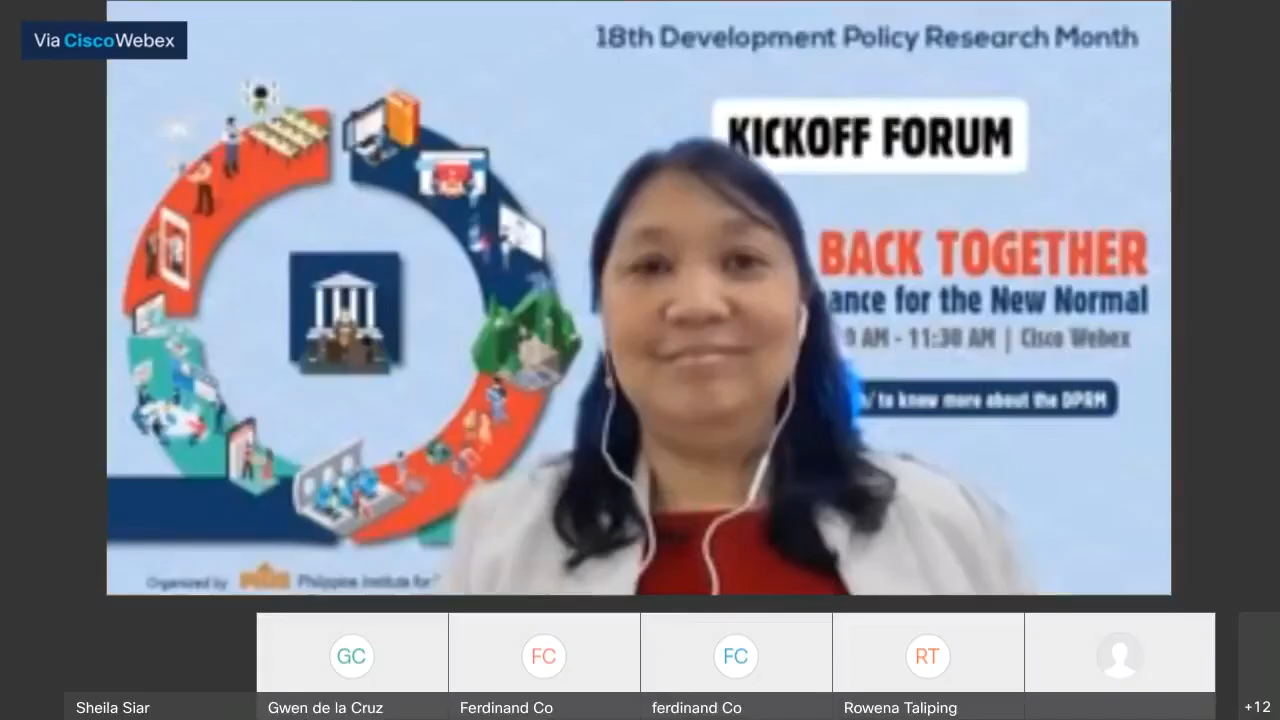 Via CiscoWebex
18th Development Policy Research Month
KICKOFF FORUM
BACK TOGETHER
ance for the New Normal
0 AM - 11:30 AM | Cisco Webex
/ to know more about the DPRM
Organized by
Philippine Institute for
GC
FC
FC
RT
Sheila Siar
Gwen de la Cruz
Ferdinand Co
ferdinand Co
Rowena Taliping
+12